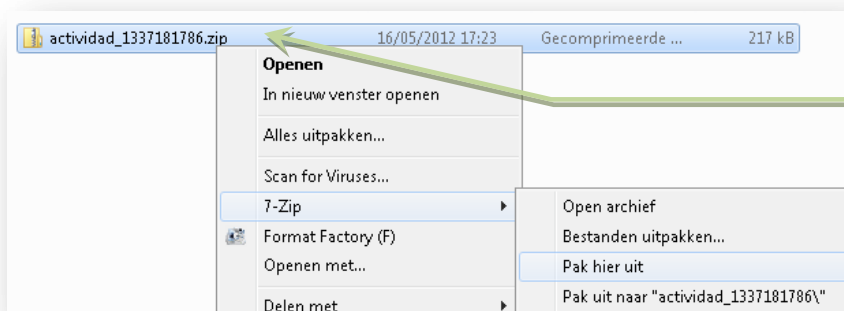 actividad_1337181786.zip 16/05/2012 17:23 Gecomprimeerde ... 217 kB
Openen
In nieuw venster openen
Alles uitpakken...
Scan for Viruses...
7-Zip
Format Factory (F)
Openen met...
Delen met
Open archief
Bestanden uitpakken...
Pak hier uit
Pak uit naar "actividad_1337181786\"